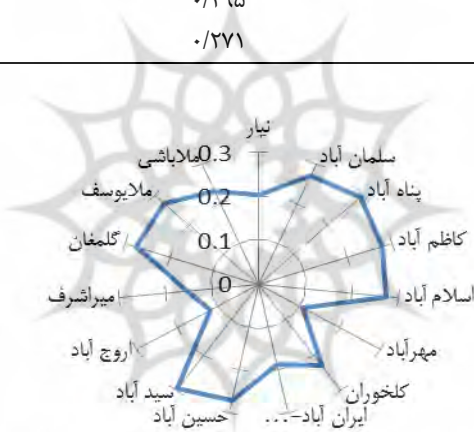 ۰/۲۷۱
نیار
0.3
ملاباشی
سلمان آباد
0.2
ملایوسف
پناه آباد
0.1
گلمغان
کاظم آباد
0
میراشرف
اسلام آباد
اروج آباد
مهرآباد
سید آباد
کلخوران
حسین آباد
ایران آباد-...